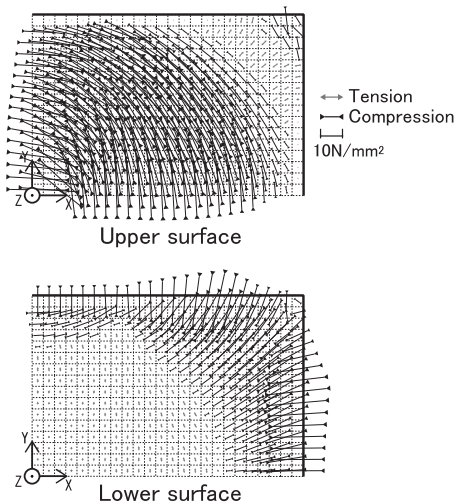 Tension
Compression
10N/mm²
Y
Z X
Upper surface
Y
Z X
Lower surface